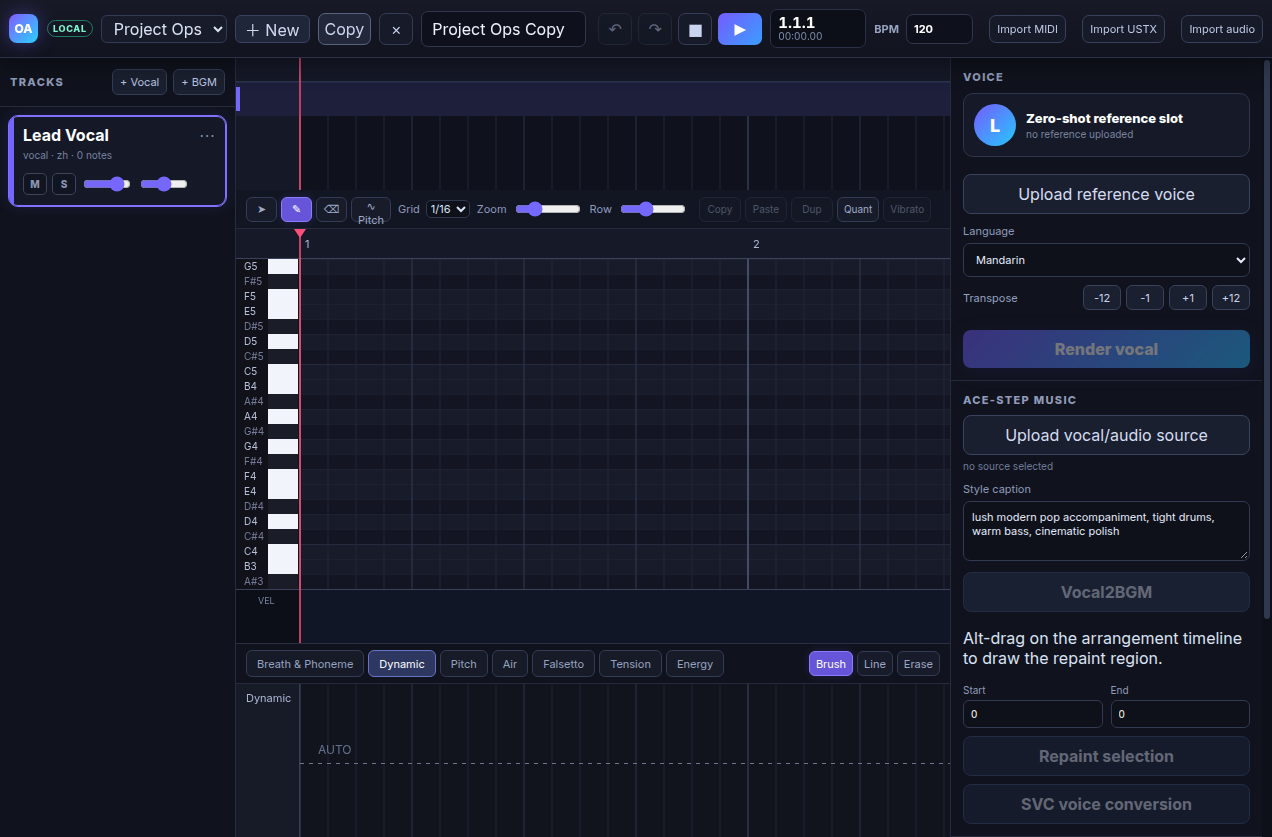 OA LOCAL Project Ops + New Copy × Project Ops Copy 1.1.1 BPM 120 Import MIDI Import USTX Import audio
00:00.00
TRACKS + Vocal + BGM
Lead Vocal ...
vocal · zh · 0 notes
M S
Pitch Grid 1/16 Zoom Row Copy Paste Dup Quant Vibrato
1 2
G5
F#5
F5
E5
D#5
D5
C#5
C5
B4
A#4
A4
G#4
G4
F#4
F4
E4
D#4
D4
C#4
C4
B3
A#3
VEL
Breath & Phoneme Dynamic Pitch Air Falsetto Tension Energy Brush Line Erase
Dynamic
AUTO
VOICE
L Zero-shot reference slot
no reference uploaded
Upload reference voice
Language
Mandarin
Transpose -12 -1 +1 +12
Render vocal
ACE-STEP MUSIC
Upload vocal/audio source
no source selected
Style caption
lush modern pop accompaniment, tight drums,
warm bass, cinematic polish
Vocal2BGM
Alt-drag on the arrangement timeline
to draw the repaint region.
Start End
0 0
Repaint selection
SVC voice conversion